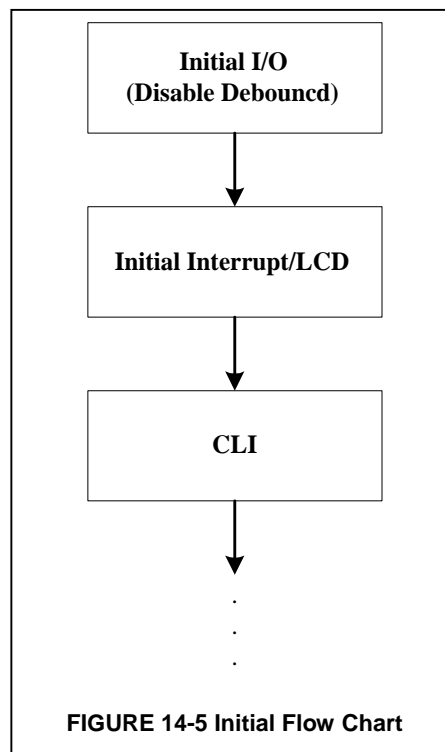 Initial I/O
(Disable Debouncd)
Initial Interrupt/LCD
CLI
.
.
.
FIGURE 14-5 Initial Flow Chart